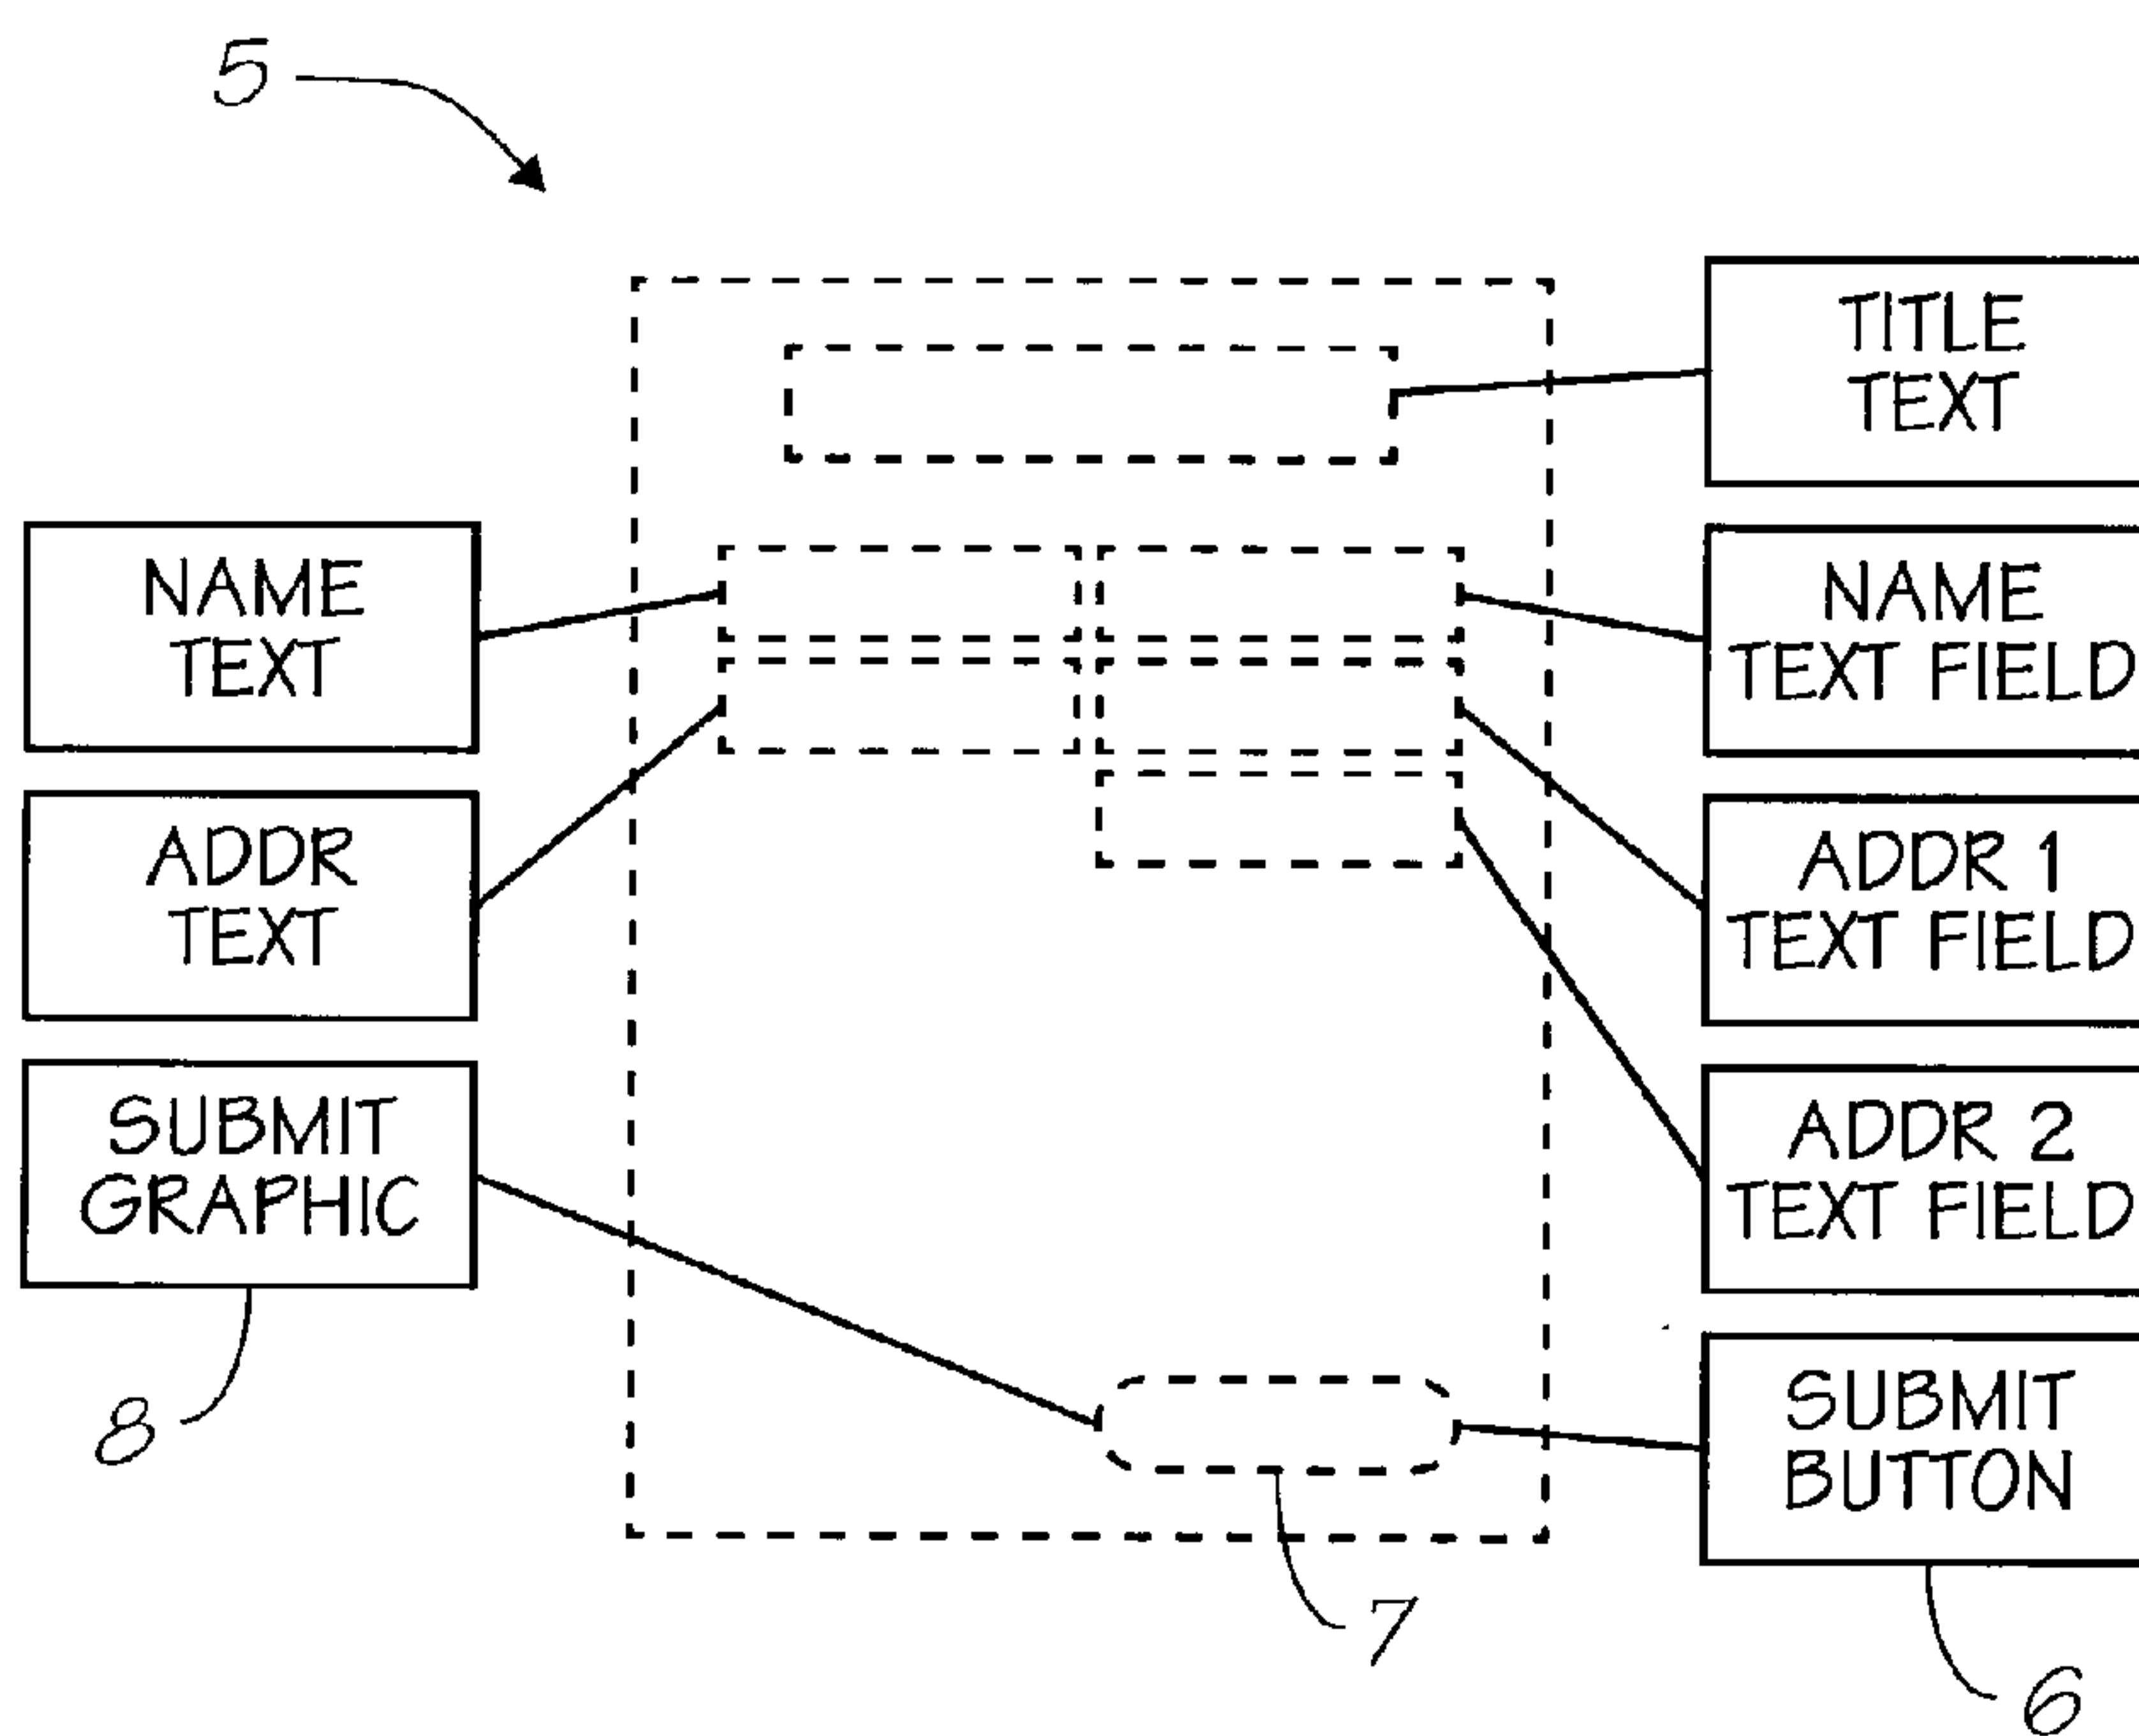 5
TITLE
TEXT
NAME
TEXT
NAME
TEXT FIELD
ADDR
TEXT
ADDR 1
TEXT FIELD
SUBMIT
GRAPHIC
ADDR 2
TEXT FIELD
8
SUBMIT
BUTTON
7
6